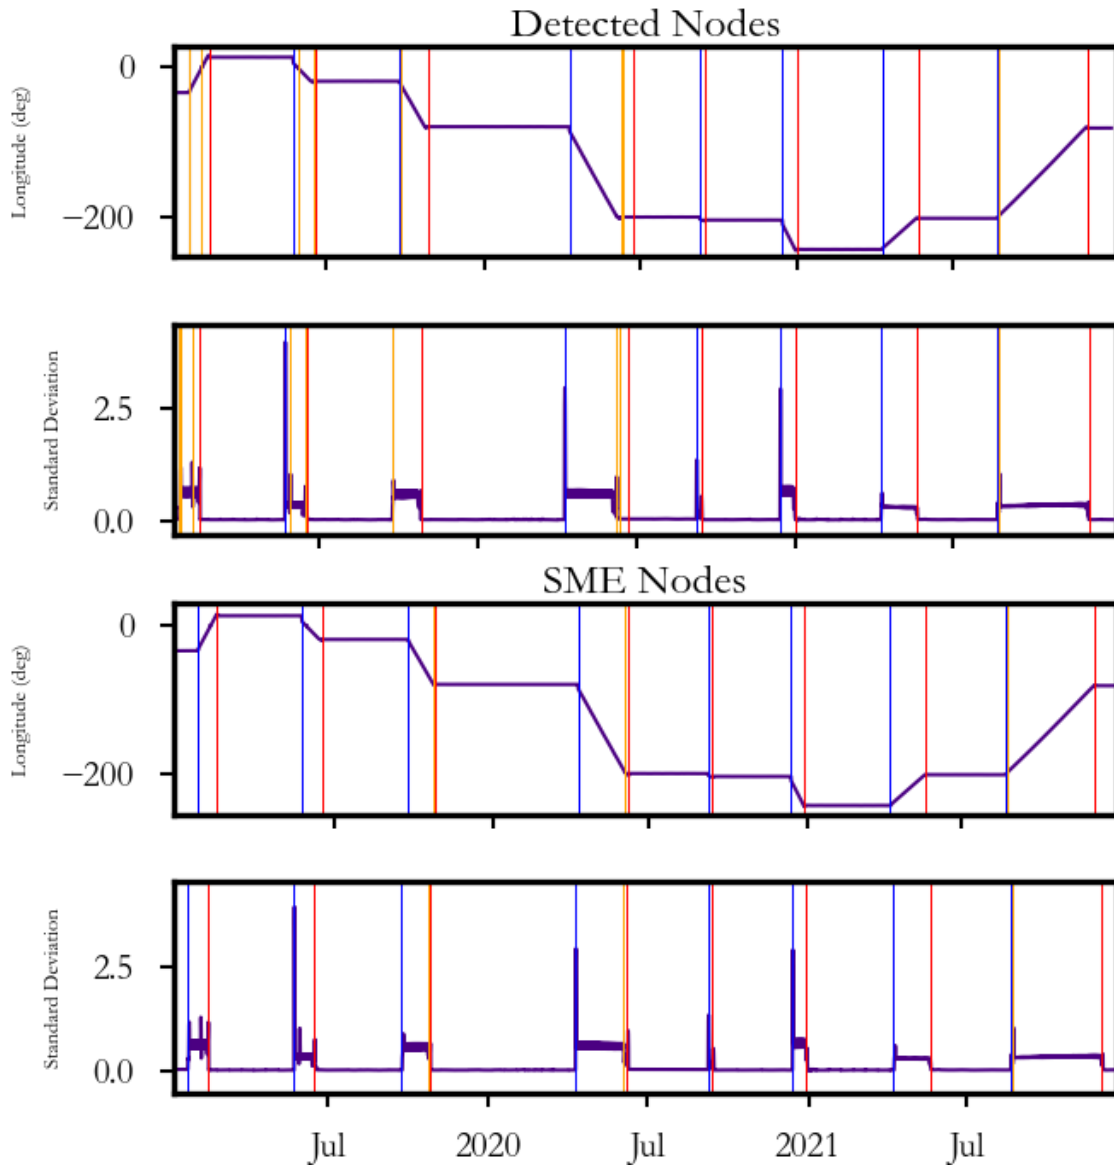 Detected Nodes
0
−200
Longitude (deg)
2.5
0.0
Standard Deviation
SME Nodes
0
−200
Longitude (deg)
2.5
0.0
Standard Deviation
Jul 2020 Jul 2021 Jul